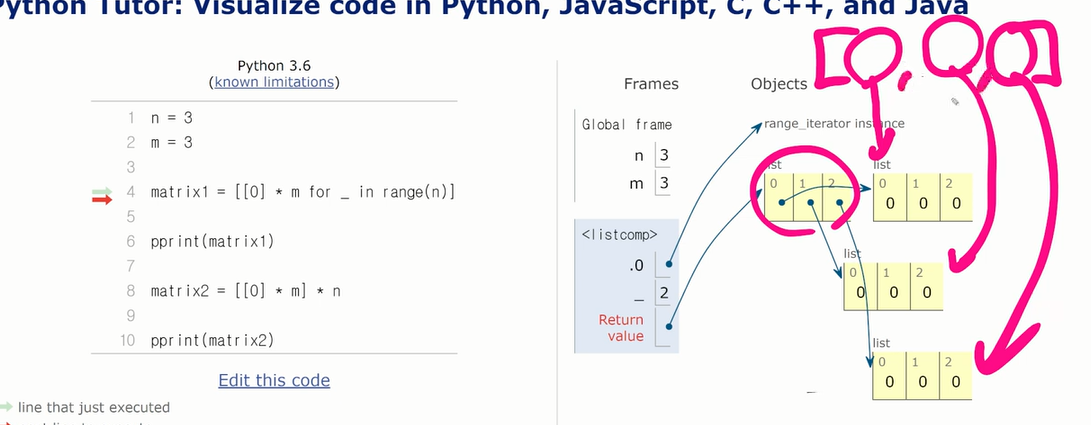 Python Tutor: Visualize code in Python, JavaScript, C, C++, and Java
Python 3.6
(known limitations)
1 n = 3
2 m = 3
3
4 matrix1 = [[0] * m for _ in range(n)]
5
6 pprint(matrix1)
7
8 matrix2 = [[0] * m] * n
9
10 pprint(matrix2)
Edit this code
line that just executed
Frames
Objects
Global frame
n 3
m 3
<listcomp>
.0
_ 2
Return
value
range_iterator instance
list
0 1 2
list
0 1 2
0 0 0
list
0 1 2
0 0 0
list
0 1 2
0 0 0